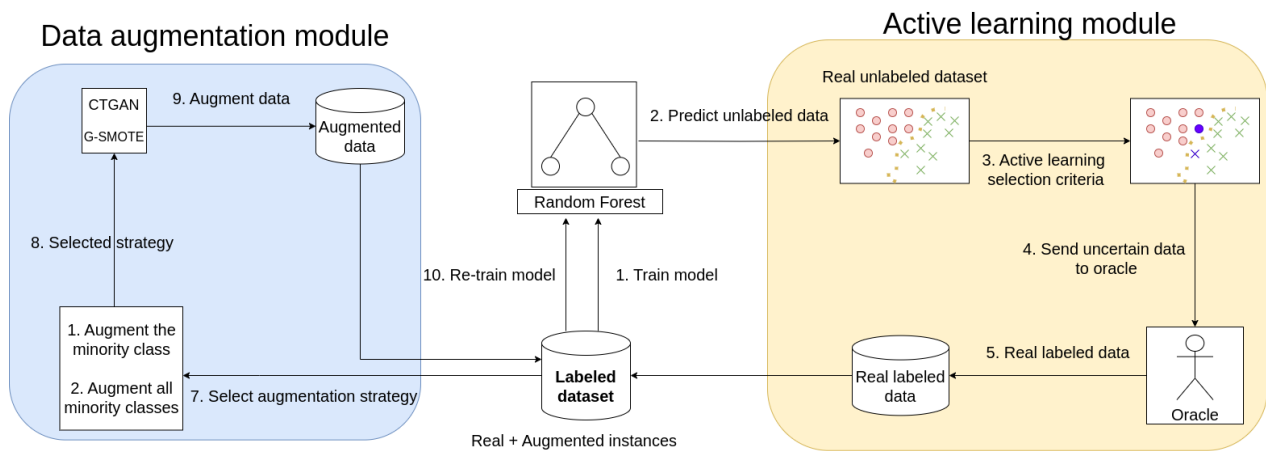 Data augmentation module
Active learning module
CTGAN
G-SMOTE
9. Augment data
Augmented
data
8. Selected strategy
1. Augment the
minority class
2. Augment all
minority classes
7. Select augmentation strategy
Random Forest
10. Re-train model
1. Train model
Labeled
dataset
Real + Augmented instances
2. Predict unlabeled data
Real unlabeled dataset
3. Active learning
selection criteria
4. Send uncertain data
to oracle
5. Real labeled data
Real labeled
data
Oracle